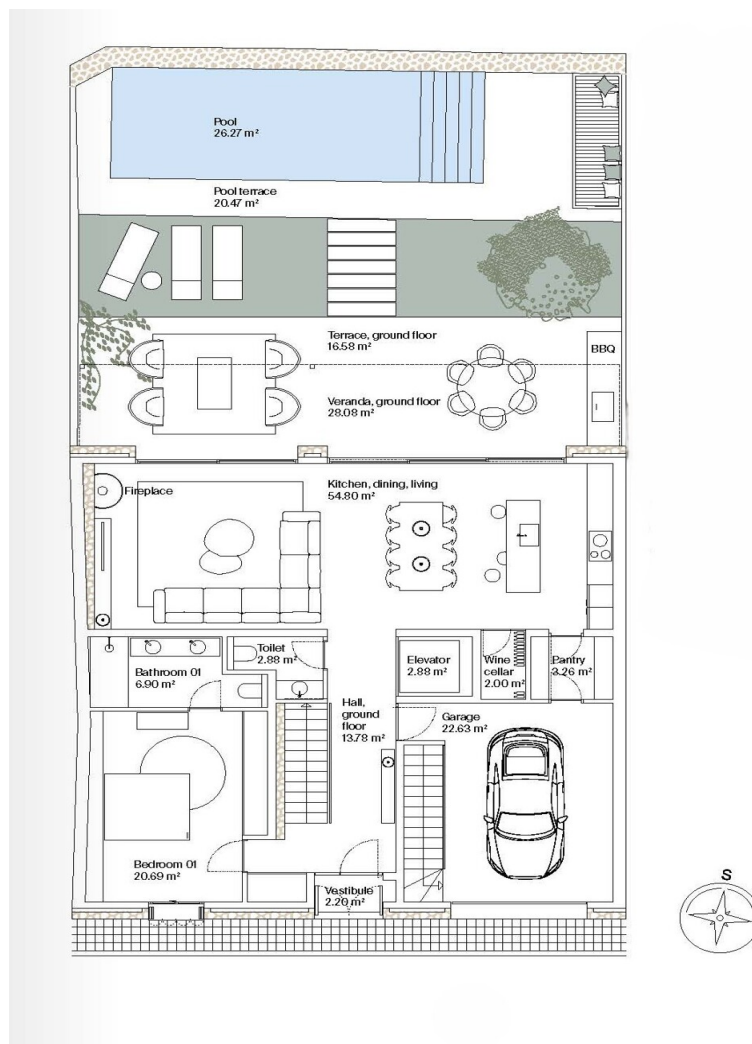 Pool
26.27 m²
Pool terrace
20.47 m²
Terrace, ground floor
16.58 m²
BBQ
Veranda, ground floor
28.08 m²
Kitchen, dining, living
54.80 m²
Fireplace
Toilet
2.88 m²
Bathroom 01
6.90 m²
Elevator
2.88 m²
Wine
cellar
2.00 m²
Pantry
3.26 m²
Hall,
ground
floor
13.78 m²
Garage
22.63 m²
Bedroom 01
20.69 m²
Vestibule
2.20 m²
S